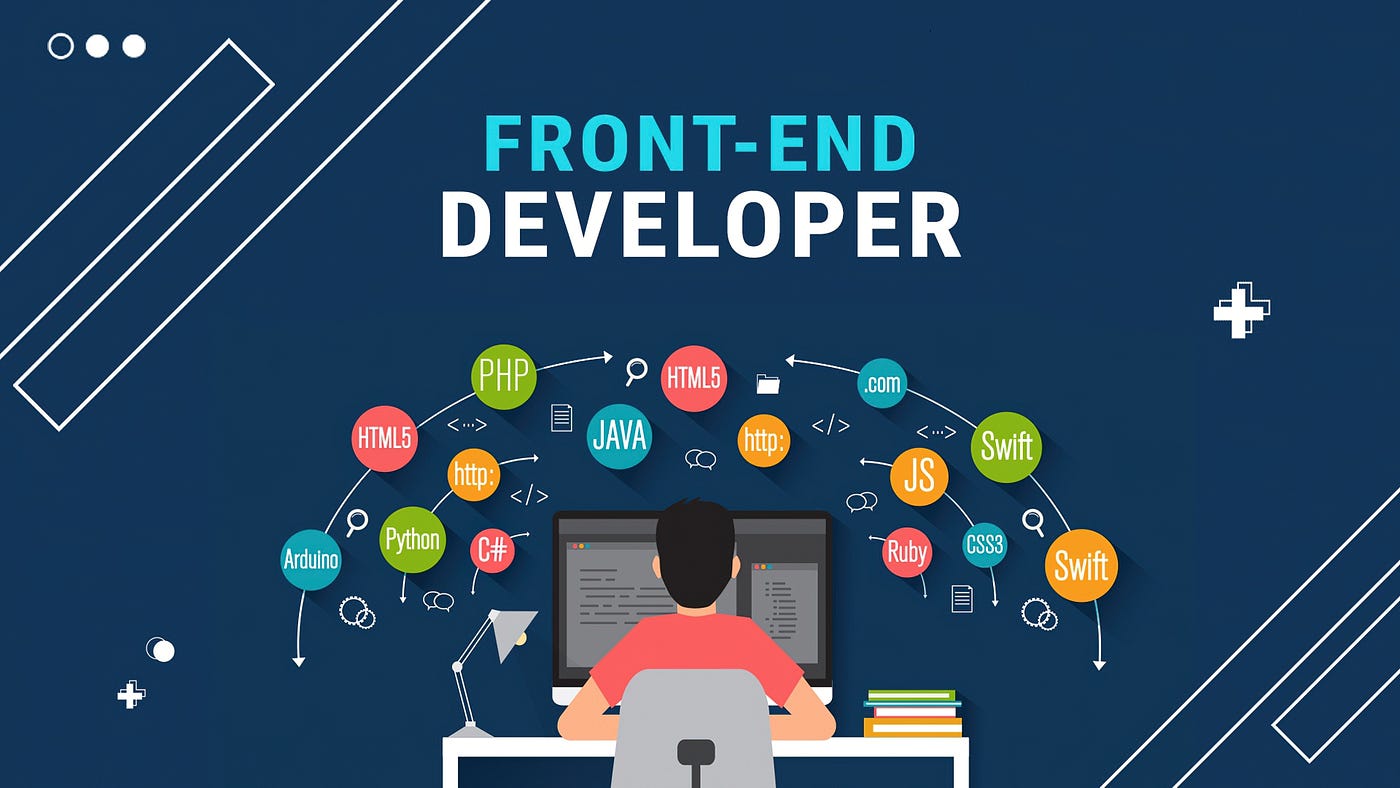 FRONT-END
DEVELOPER
PHP
HTML5
.com
HTML5
JAVA
http:
Swift
http:
JS
Python
C#
Ruby
CSS3
Arduino
Swift